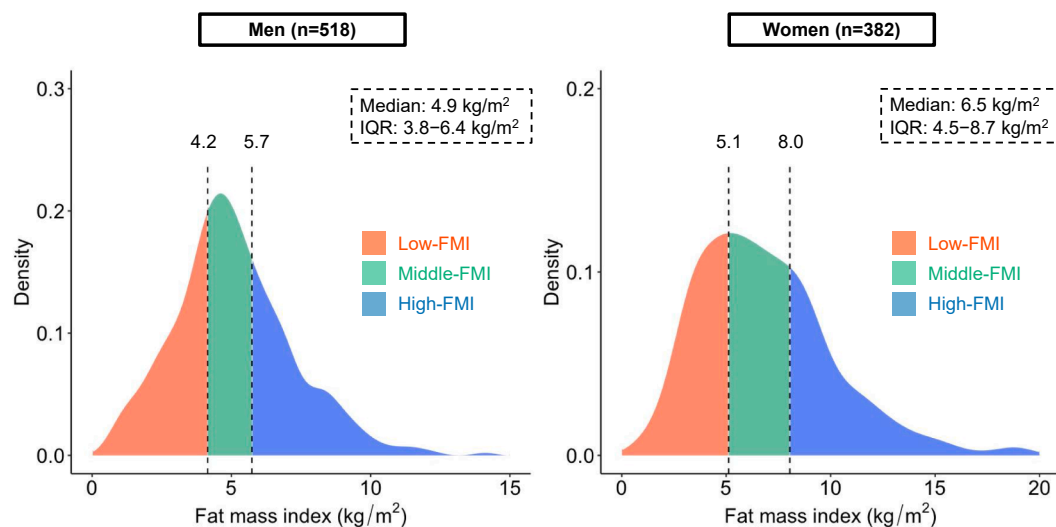 Men (n=518)
0.3
0.2
0.1
0.0
Density
Median: 4.9 kg/m²
IQR: 3.8−6.4 kg/m²
4.2
5.7
Low-FMI
Middle-FMI
High-FMI
0
5
10
15
Fat mass index (kg/m²)
Women (n=382)
0.2
0.1
0.0
Density
Median: 6.5 kg/m²
IQR: 4.5−8.7 kg/m²
5.1
8.0
Low-FMI
Middle-FMI
High-FMI
0
5
10
15
20
Fat mass index (kg/m²)